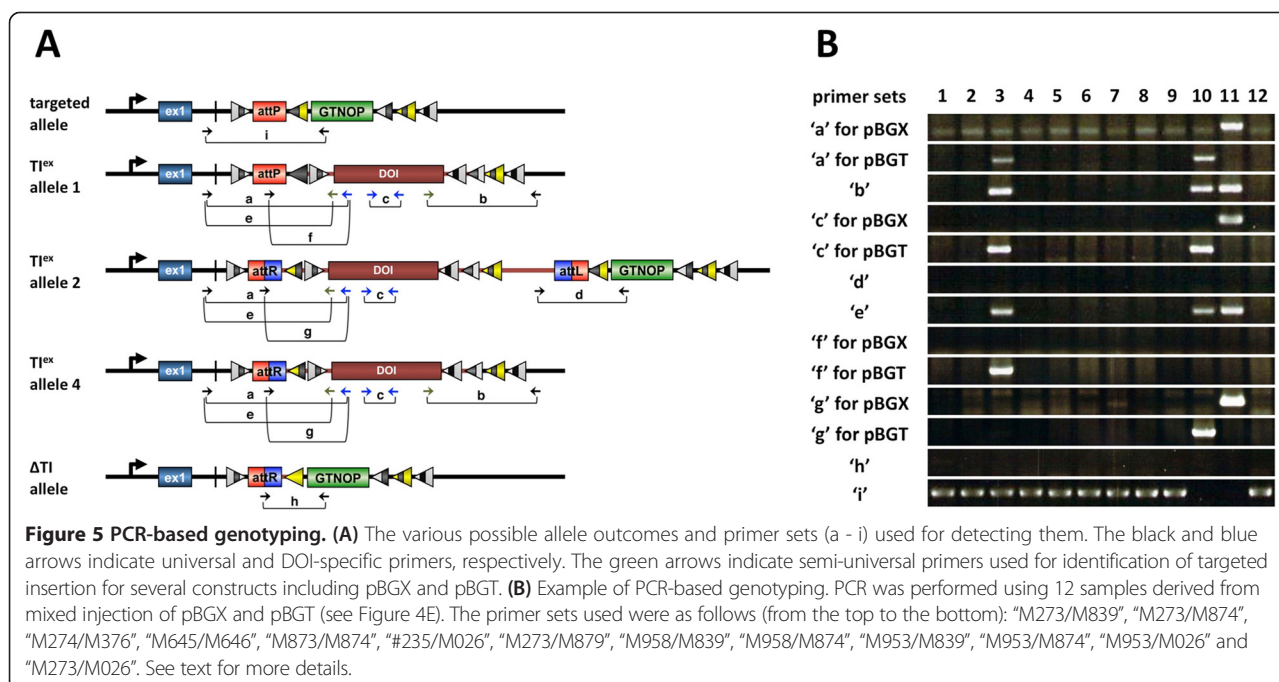 A
targeted allele
ex1 attP GTNOP
i
TIex allele 1
ex1 attP DOI
a c b
e
f
TIex allele 2
ex1 attR DOI attL GTNOP
a c d
e
g
TIex allele 4
ex1 attR DOI
a c b
e
g
ΔTI allele
ex1 attR GTNOP
h
B
primer sets 1 2 3 4 5 6 7 8 9 10 11 12
‘a’ for pBGX
‘a’ for pBGT
‘b’
‘c’ for pBGX
‘c’ for pBGT
‘d’
‘e’
‘f’ for pBGX
‘f’ for pBGT
‘g’ for pBGX
‘g’ for pBGT
‘h’
‘i’
Figure 5 PCR-based genotyping. (A) The various possible allele outcomes and primer sets (a - i) used for detecting them. The black and blue
arrows indicate universal and DOI-specific primers, respectively. The green arrows indicate semi-universal primers used for identification of targeted
insertion for several constructs including pBGX and pBGT. (B) Example of PCR-based genotyping. PCR was performed using 12 samples derived from
mixed injection of pBGX and pBGT (see Figure 4E). The primer sets used were as follows (from the top to the bottom): “M273/M839”, “M273/M874”,
“M274/M376”, “M645/M646”, “M873/M874”, “#235/M026”, “M273/M879”, “M958/M839”, “M958/M874”, “M953/M839”, “M953/M874”, “M953/M026” and
“M273/M026”. See text for more details.